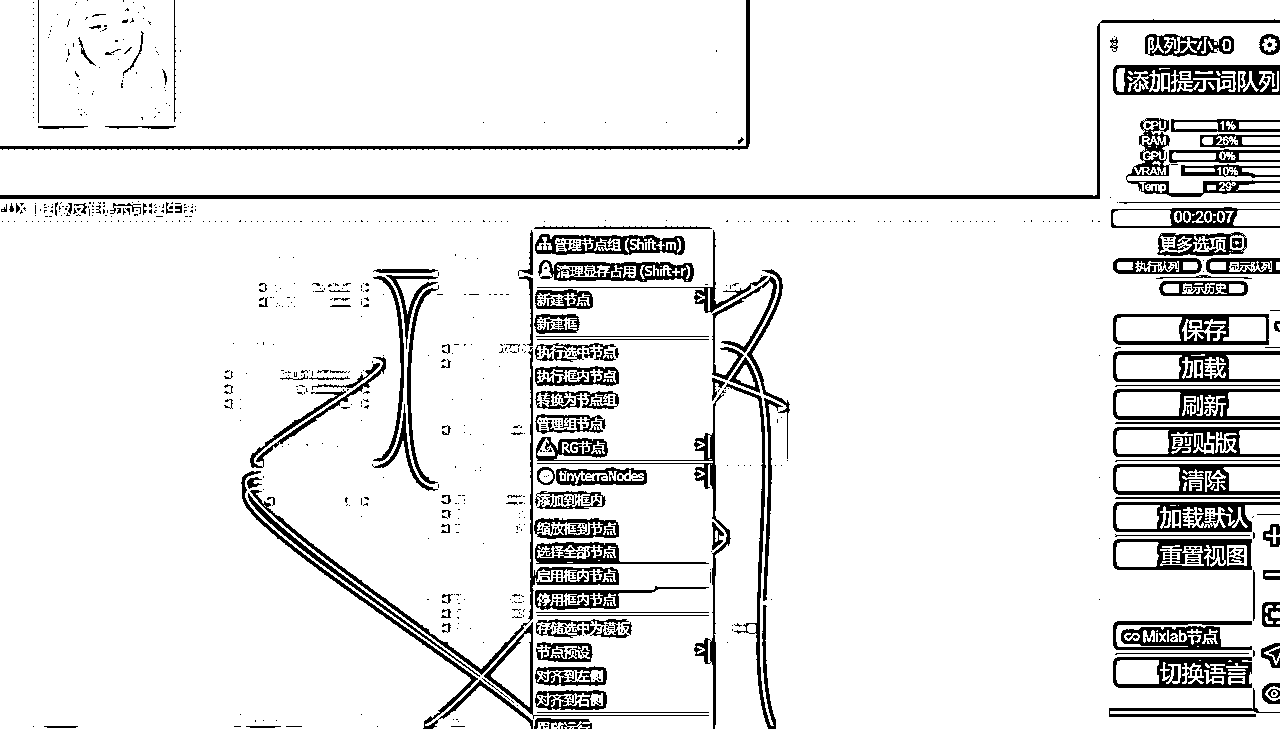 队列大小: 0
添加提示词队列
CPU 1%
RAM 26%
GPU 0%
VRAM 10%
Temp 29°
00:20:07
图像反推提示词+图生图
更多选项
管理节点组 (Shift+m)
执行队列
显示队列
清理显存占用 (Shift+r)
显示历史
新建节点
新建框
保存
执行选中节点
加载
执行框内节点
转换为节点组
刷新
管理组节点
剪贴版
RG节点
tinyterraNodes
清除
添加到框内
加载默认
缩放框到节点
选择全部节点
重置视图
启用框内节点
停用框内节点
存储选中为模板
Mixlab节点
节点预设
切换语言
对齐到左侧
对齐到右侧